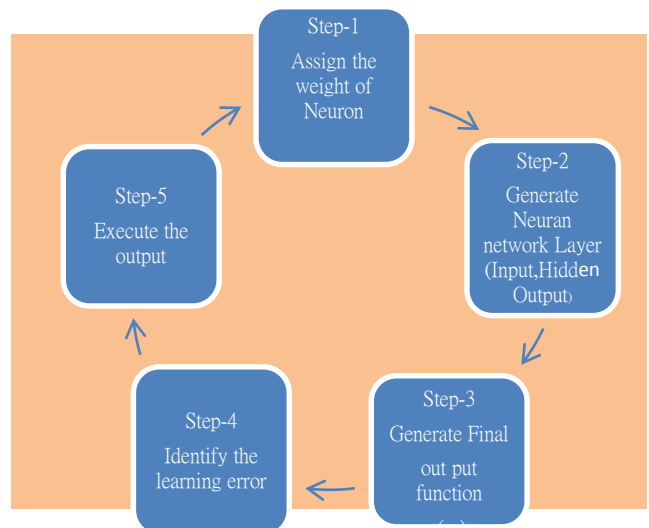 Step-1
Assign the
weight of
Neuron
Step-2
Generate
Neuran
network Layer
(Input,Hidden
Output)
Step-3
Generate Final
out put
function
Step-4
Identify the
learning error
Step-5
Execute the
output